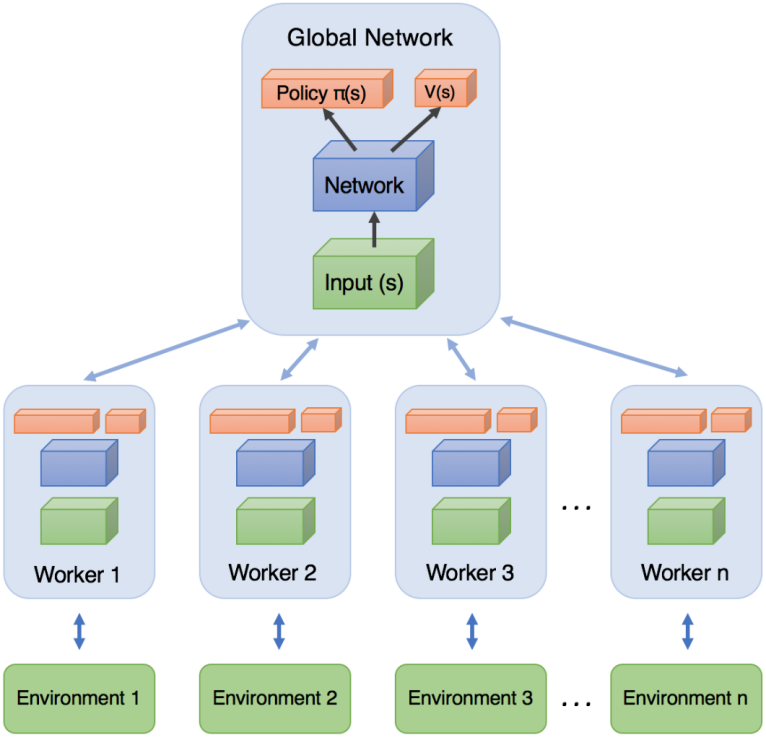 Global Network
Policy π(s)
V(s)
Network
Input (s)
Worker 1
Worker 2
Worker 3
...
Worker n
Environment 1
Environment 2
Environment 3
...
Environment n